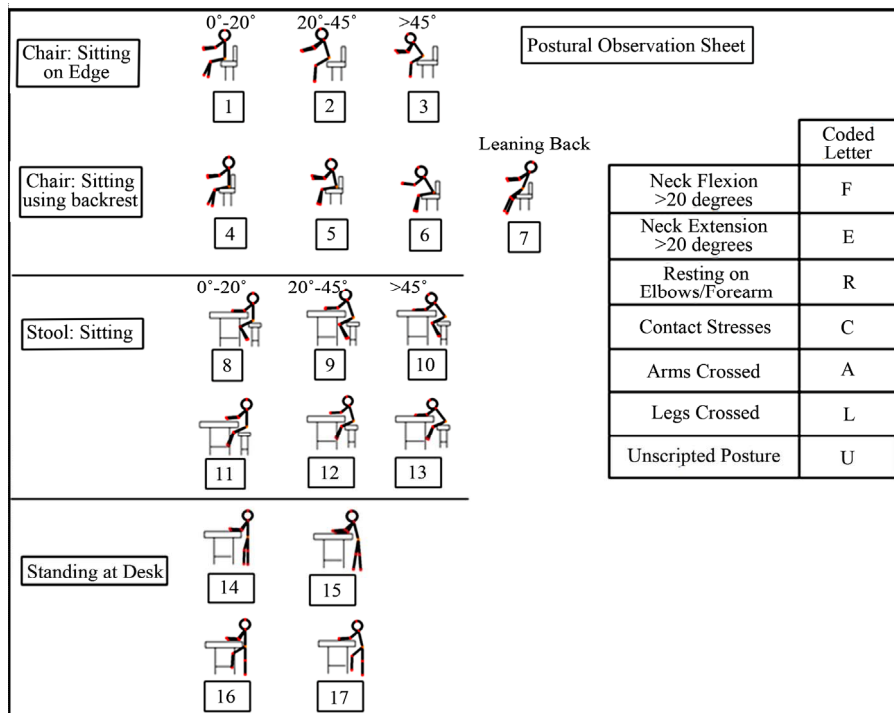 0°-20° 20°-45° >45°
Chair: Sitting
on Edge
Postural Observation Sheet
1 2 3
Leaning Back
Chair: Sitting
using backrest
4 5 6 7
Coded
Letter
Neck Flexion
>20 degrees
F
Neck Extension
>20 degrees
E
Resting on
Elbows/Forearm
R
Contact Stresses C
Arms Crossed A
Legs Crossed L
Unscripted Posture U
0°-20° 20°-45° >45°
Stool: Sitting
8 9 10
11 12 13
Standing at Desk
14 15
16 17